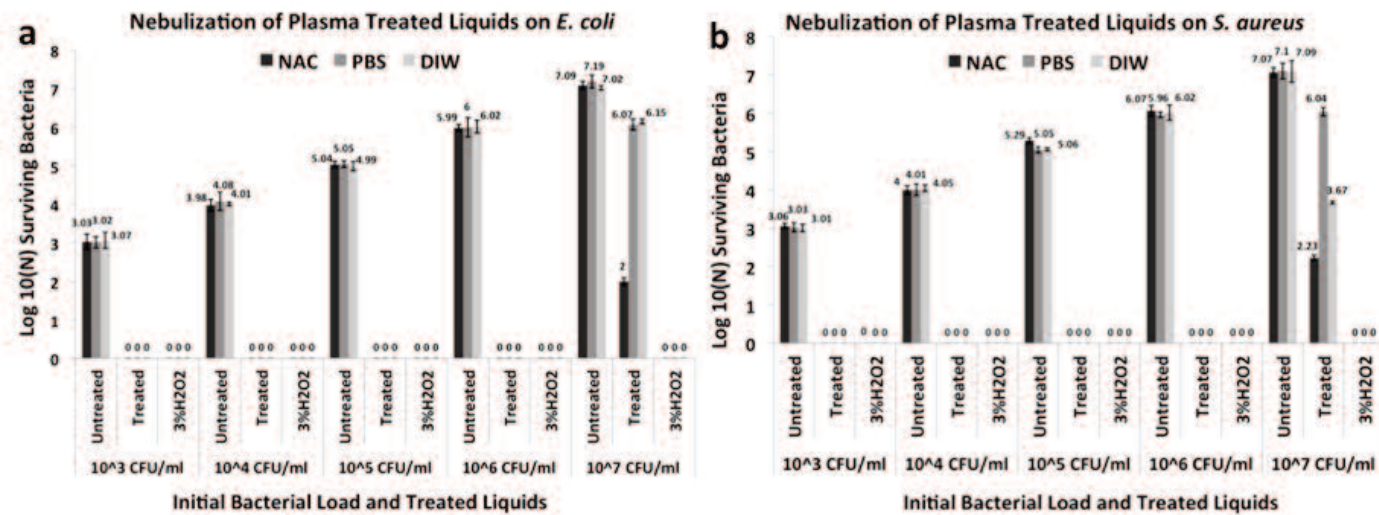 a
Nebulization of Plasma Treated Liquids on E. coli
NAC PBS DIW
Log 10(N) Surviving Bacteria
8
7
6
5
4
3
2
1
0
3.03 3.02 3.07
0 0 0 0 0 0
3.98 4.08 4.01
0 0 0 0 0 0
5.04 5.05 4.99
0 0 0 0 0 0
5.99 6 6.02
0 0 0 0 0 0
7.09 7.19 7.02
2 6.07 6.15
0 0 0
Untreated Treated 3%H2O2 Untreated Treated 3%H2O2 Untreated Treated 3%H2O2 Untreated Treated 3%H2O2 Untreated Treated 3%H2O2
10^3 CFU/ml 10^4 CFU/ml 10^5 CFU/ml 10^6 CFU/ml 10^7 CFU/ml
Initial Bacterial Load and Treated Liquids
b
Nebulization of Plasma Treated Liquids on S. aureus
NAC PBS DIW
Log 10(N) Surviving Bacteria
8
7
6
5
4
3
2
1
0
3.06 3.03 3.01
0 0 0 0 0 0
4 4.01 4.05
0 0 0 0 0 0
5.29 5.05 5.06
0 0 0 0 0 0
6.07 5.96 6.02
0 0 0 0 0 0
7.07 7.1 7.09
2.23 6.04 3.67
0 0 0
Untreated Treated 3%H2O2 Untreated Treated 3%H2O2 Untreated Treated 3%H2O2 Untreated Treated 3%H2O2 Untreated Treated 3%H2O2
10^3 CFU/ml 10^4 CFU/ml 10^5 CFU/ml 10^6 CFU/ml 10^7 CFU/ml
Initial Bacterial Load and Treated Liquids